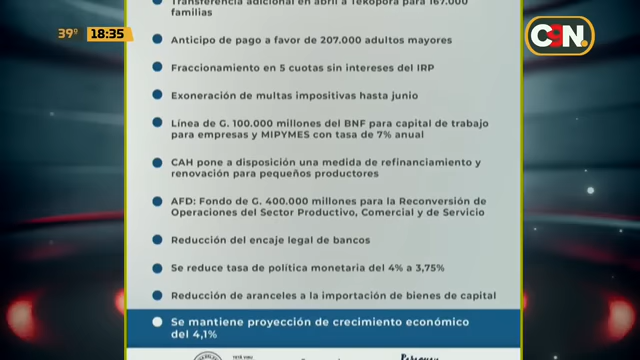 Transferencia adicional en abril a Tekoporá para 167.000
familias
39º 18:35
C9N.
Anticipo de pago a favor de 207.000 adultos mayores
Fraccionamiento en 5 cuotas sin intereses del IRP
Exoneración de multas impositivas hasta junio
Línea de G. 100.000 millones del BNF para capital de trabajo
para empresas y MIPYMES con tasa de 7% anual
CAH pone a disposición una medida de refinanciamiento y
renovación para pequeños productores
AFD: Fondo de G. 400.000 millones para la Reconversión de
Operaciones del Sector Productivo, Comercial y de Servicio
Reducción del encaje legal de bancos
Se reduce tasa de política monetaria del 4% a 3,75%
Reducción de aranceles a la importación de bienes de capital
Se mantiene proyección de crecimiento económico
del 4,1%